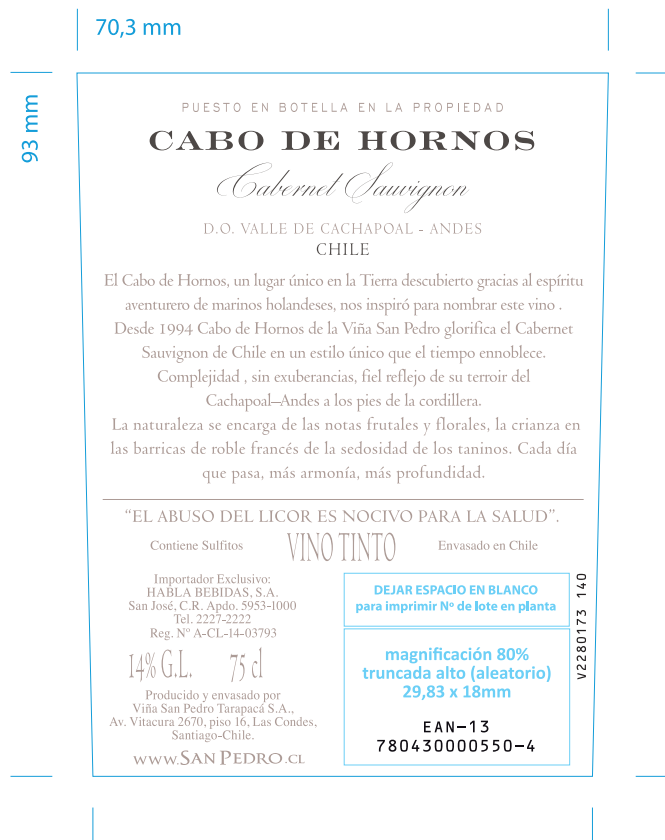 70,3 mm
93 mm
PUESTO EN BOTELLA EN LA PROPIEDAD
CABO DE HORNOS
Cabernet Sauvignon
D.O. VALLE DE CACHAPOAL - ANDES
CHILE
El Cabo de Hornos, un lugar único en la Tierra descubierto gracias al espíritu
aventurero de marinos holandeses, nos inspiró para nombrar este vino .
Desde 1994 Cabo de Hornos de la Viña San Pedro glorifica el Cabernet
Sauvignon de Chile en un estilo único que el tiempo ennoblece.
Complejidad , sin exuberancias, fiel reflejo de su terroir del
Cachapoal–Andes a los pies de la cordillera.
La naturaleza se encarga de las notas frutales y florales, la crianza en
las barricas de roble francés de la sedosidad de los taninos. Cada día
que pasa, más armonía, más profundidad.
“EL ABUSO DEL LICOR ES NOCIVO PARA LA SALUD”.
Contiene Sulfitos
VINO TINTO
Envasado en Chile
Importador Exclusivo:
HABLA BEBIDAS, S.A.
San José, C.R. Apdo. 5953-1000
Tel. 2227-2222
Reg. Nº A-CL-14-03793
14% G.L. 75 cl
Producido y envasado por
Viña San Pedro Tarapacá S.A.,
Av. Vitacura 2670, piso 16, Las Condes,
Santiago-Chile.
WWW.SAN PEDRO.CL
DEJAR ESPACIO EN BLANCO
para imprimir Nº de lote en planta
magnificación 80%
truncada alto (aleatorio)
29,83 x 18mm
EAN-13
780430000550-4
V2280173 140